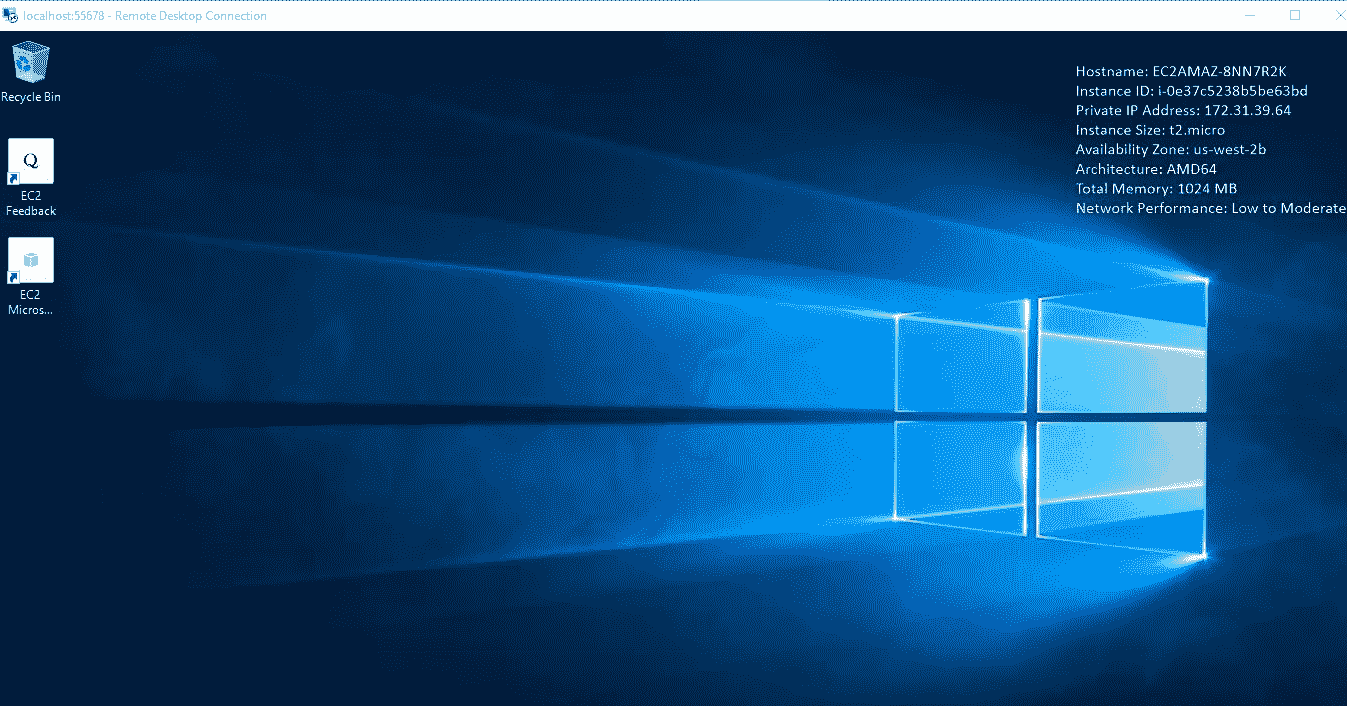 localhost:55678 - Remote Desktop Connection
Recycle Bin
Q
EC2
Feedback
EC2
Micros...
Hostname: EC2AMAZ-8NN7R2K
Instance ID: i-0e37c5238b5be63bd
Private IP Address: 172.31.39.64
Instance Size: t2.micro
Availability Zone: us-west-2b
Architecture: AMD64
Total Memory: 1024 MB
Network Performance: Low to Moderate